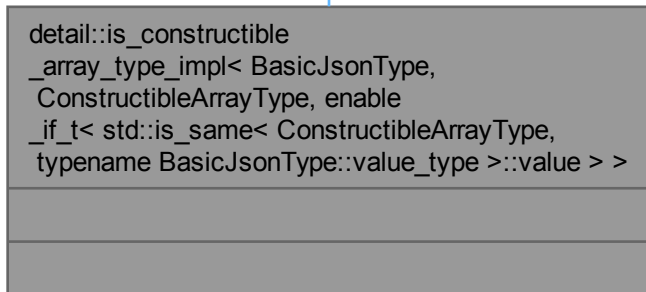 detail::is_constructible
_array_type_impl< BasicJsonType,
ConstructibleArrayType, enable
_if_t< std::is_same< ConstructibleArrayType,
typename BasicJsonType::value_type >::value > >